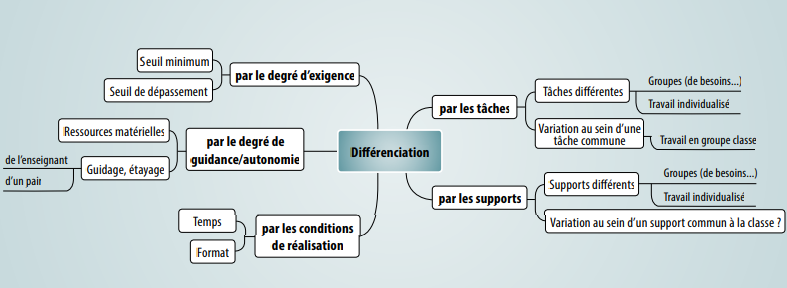 Différenciation
par le degré d'exigence
Seuil minimum
Seuil de dépassement
par le degré de
guidance/autonomie
Ressources matérielles
Guidage, étayage
de l'enseignant
d'un pair
par les conditions
de réalisation
Temps
Format
par les tâches
Tâches différentes
Groupes (de besoins...)
Travail individualisé
Variation au sein d'une
tâche commune
Travail en groupe classe
par les supports
Supports différents
Groupes (de besoins...)
Travail individualisé
Variation au sein d'un support commun à la classe ?